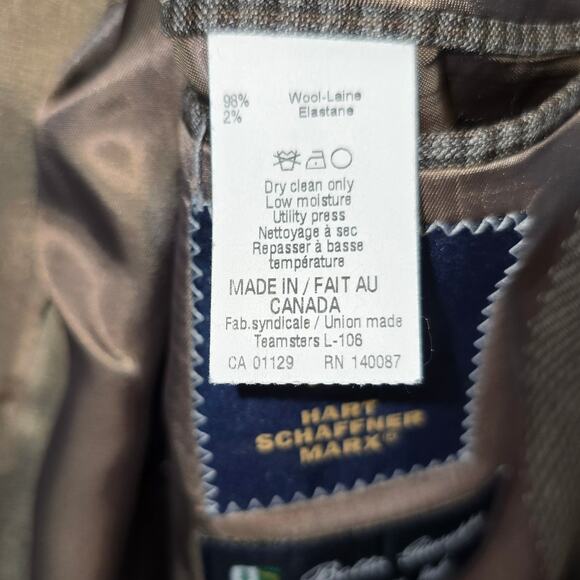 98% Wool-Laine
2% Elastane
Dry clean only
Low moisture
Utility press
Nettoyage à sec
Repasser à basse
température
MADE IN / FAIT AU
CANADA
Fab.syndicale / Union made
Teamsters L-106
CA 01129 RN 140087
HART
SCHAFFNER
MARX®